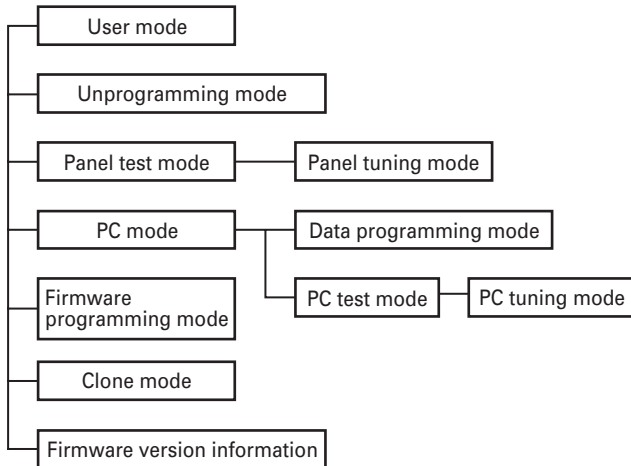 User mode
Unprogramming mode
Panel test mode
Panel tuning mode
PC mode
Data programming mode
PC test mode
PC tuning mode
Firmware
programming mode
Clone mode
Firmware version information